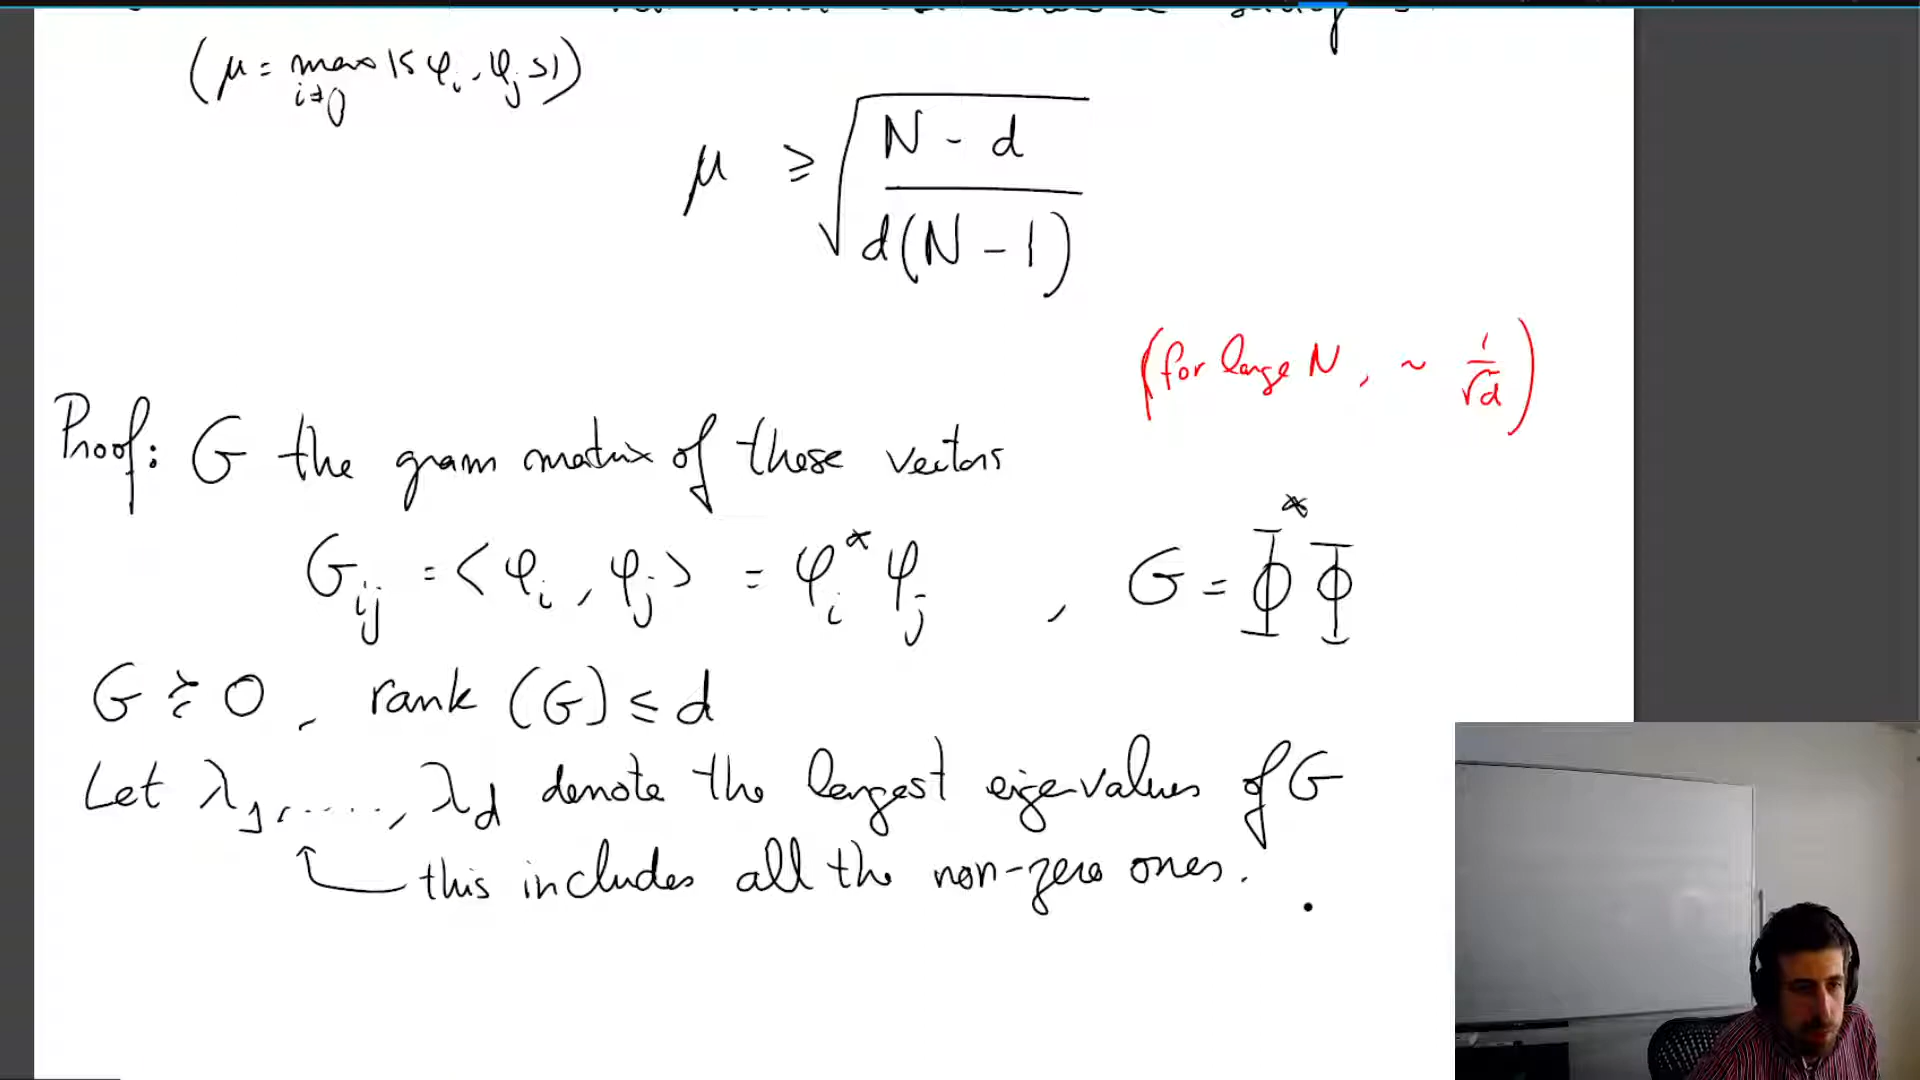 (μ = max |< φ_i, φ_j >|)
i≠j
μ ≥ √( (N - d) / (d(N - 1)) )
(for large N, ~ 1/√d)
Proof: G the gram matrix of these vectors
G_ij = < φ_i, φ_j > = φ_i^* φ_j , G = Φ^* Φ
G ≽ 0, rank (G) ≤ d
Let λ_1, ....., λ_d denote the largest eigenvalues of G
this includes all the non-zero ones.